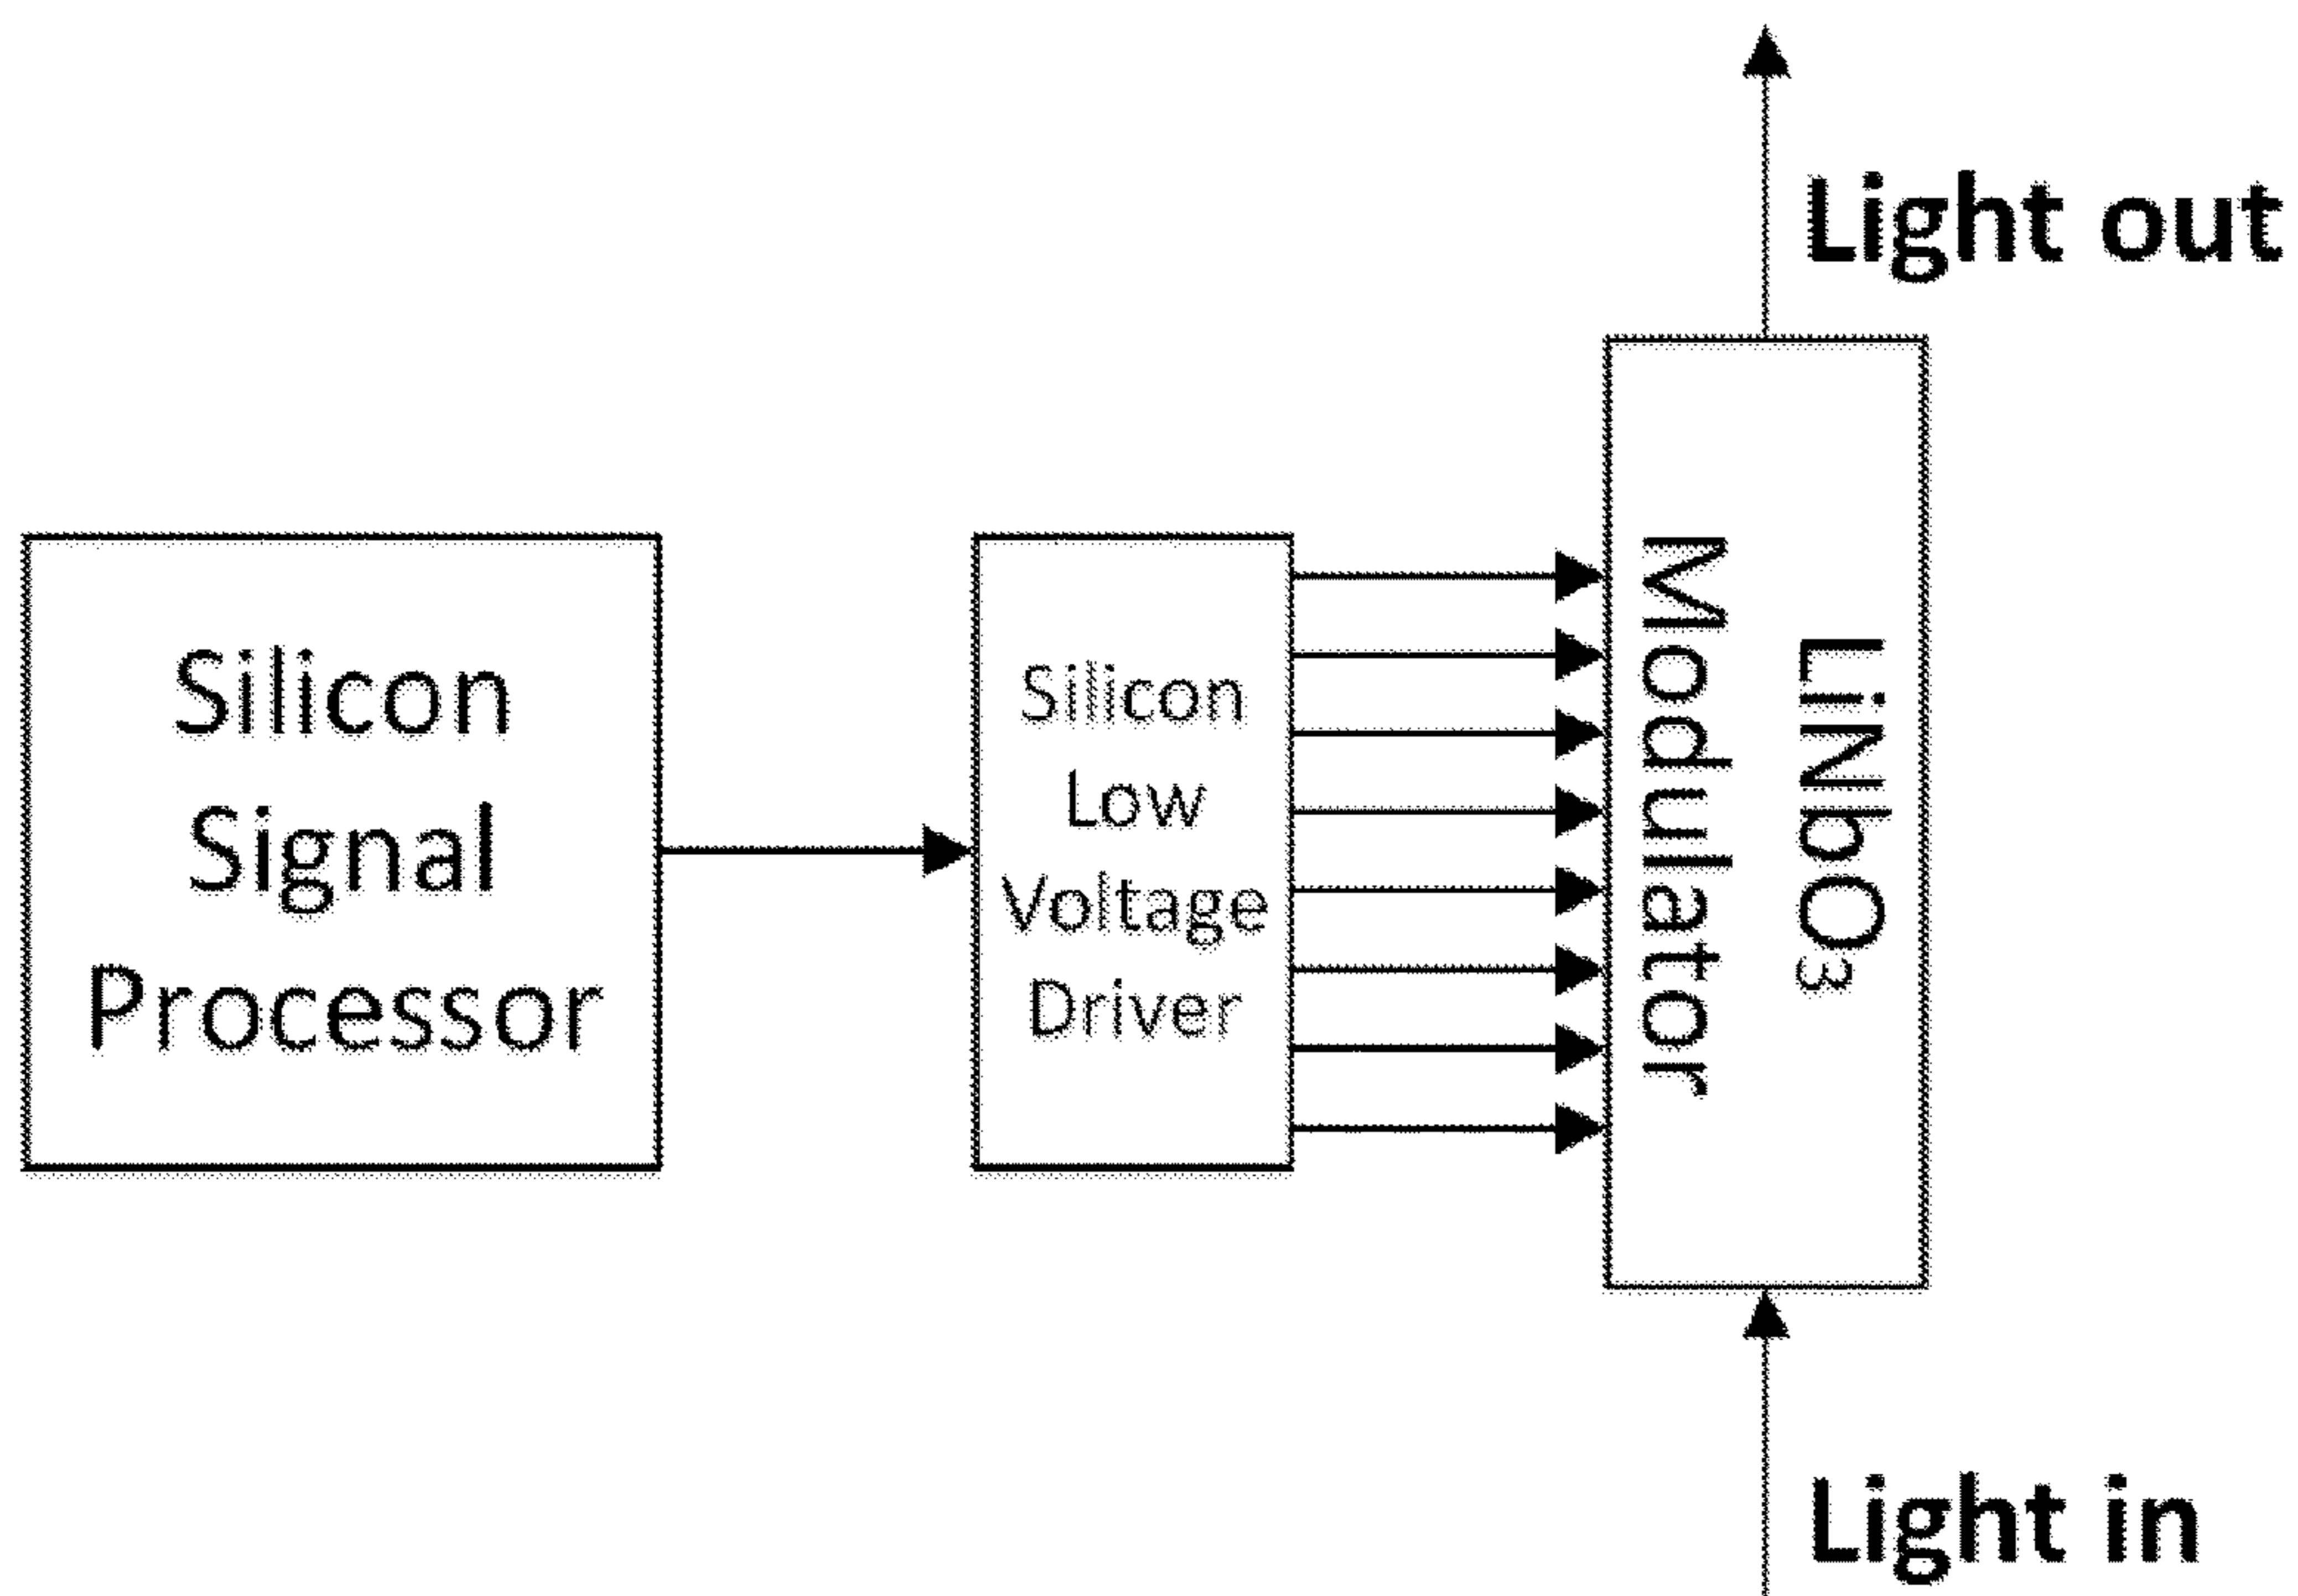 Light out
Silicon
Signal
Processor
Silicon
Low
Voltage
Driver
LiNbO₃
Modulator
Light in